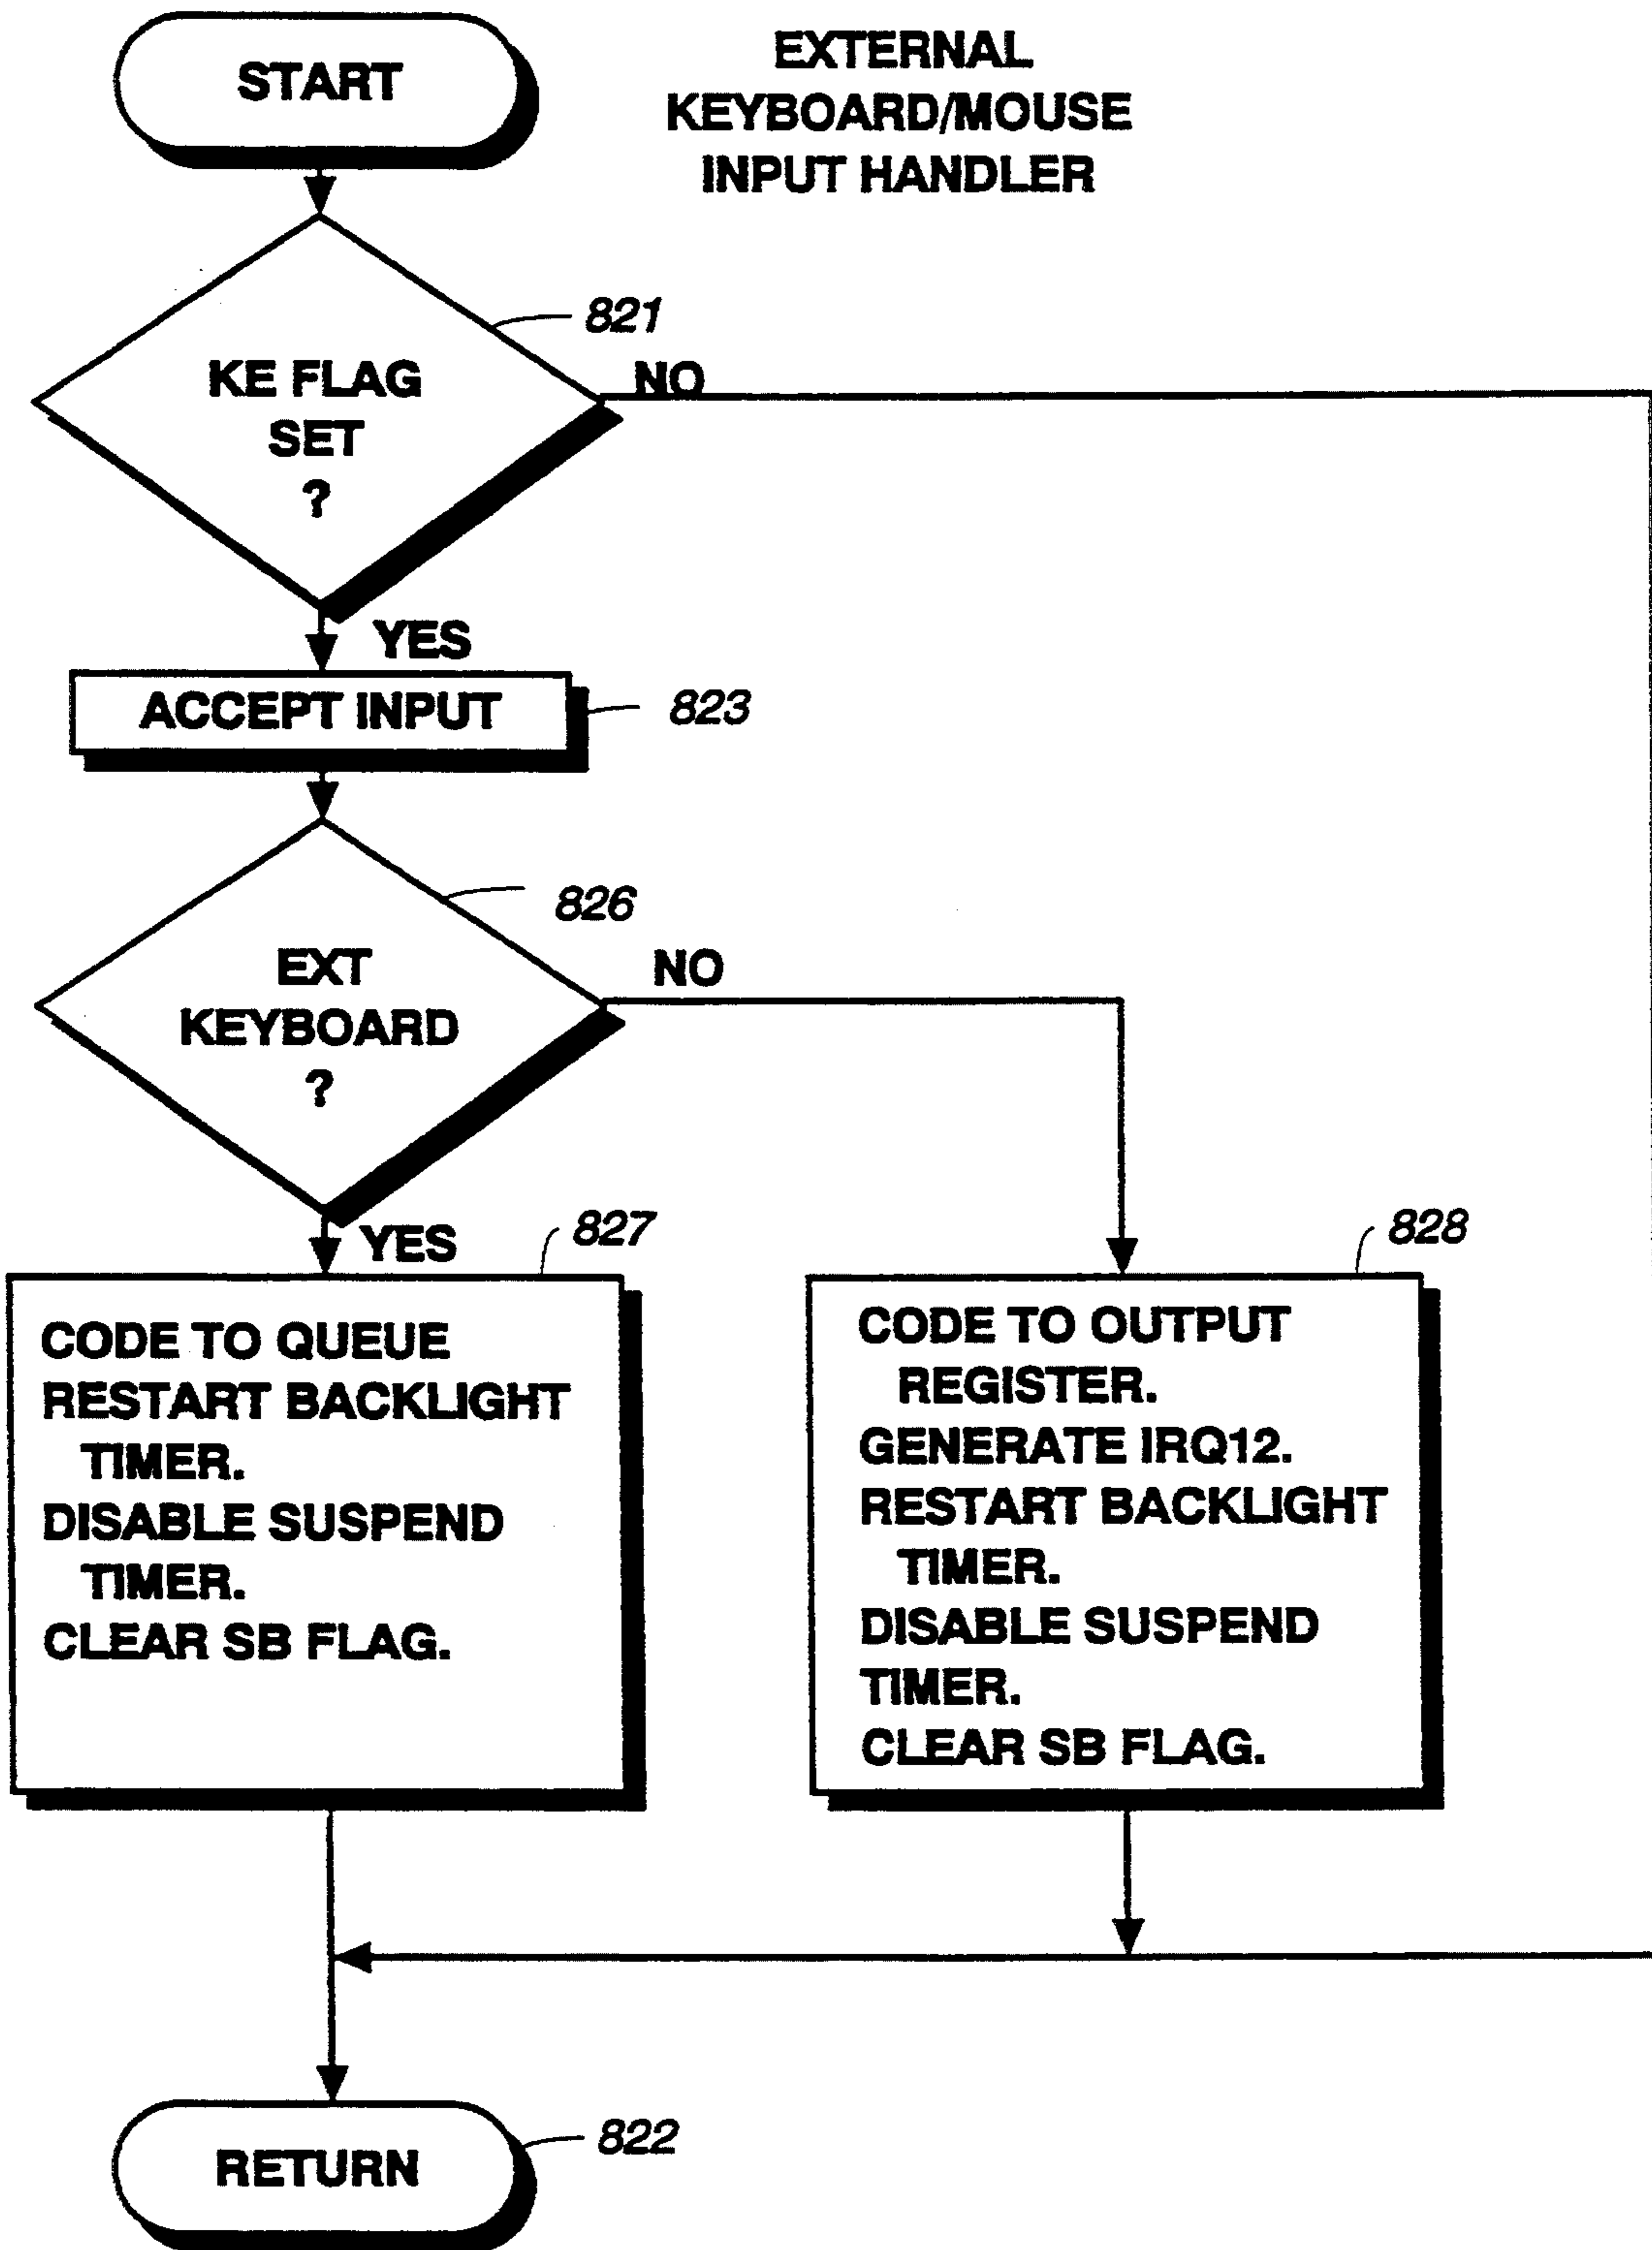 START
EXTERNAL
KEYBOARD/MOUSE
INPUT HANDLER
821
KE FLAG
SET
?
NO
YES
ACCEPT INPUT
823
826
EXT
KEYBOARD
?
NO
YES
827
CODE TO QUEUE
RESTART BACKLIGHT
TIMER.
DISABLE SUSPEND
TIMER.
CLEAR SB FLAG.
828
CODE TO OUTPUT
REGISTER.
GENERATE IRQ12.
RESTART BACKLIGHT
TIMER.
DISABLE SUSPEND
TIMER.
CLEAR SB FLAG.
RETURN
822